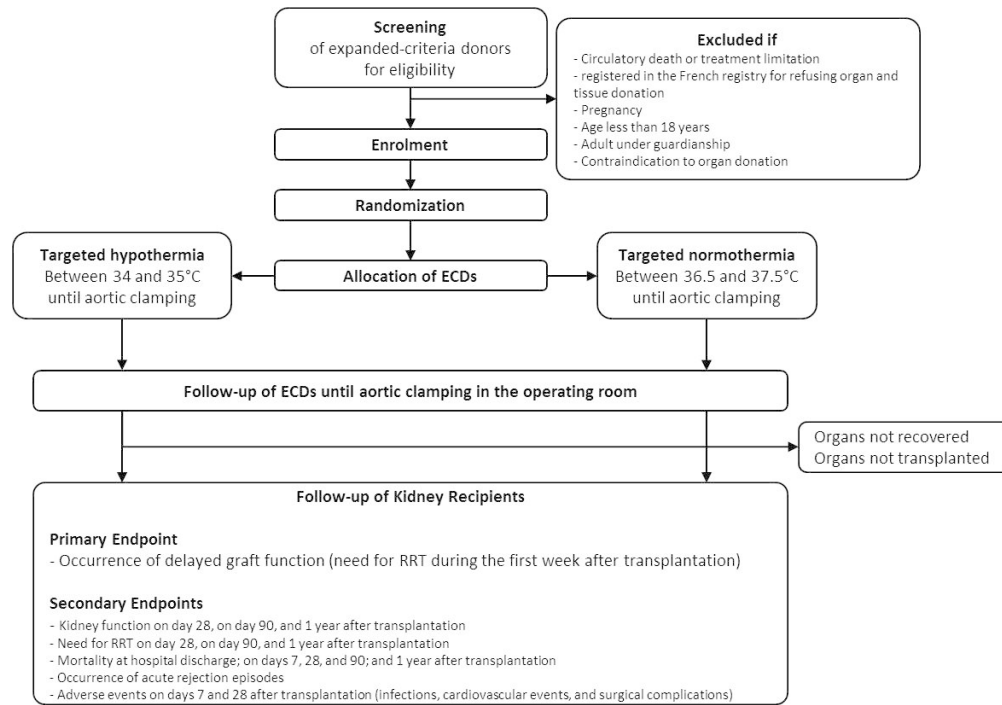 Screening
of expanded-criteria donors
for eligibility
Excluded if
- Circulatory death or treatment limitation
- registered in the French registry for refusing organ and
tissue donation
- Pregnancy
- Age less than 18 years
- Adult under guardianship
- Contraindication to organ donation
Enrolment
Randomization
Targeted hypothermia
Between 34 and 35°C
until aortic clamping
Allocation of ECDs
Targeted normothermia
Between 36.5 and 37.5°C
until aortic clamping
Follow-up of ECDs until aortic clamping in the operating room
Organs not recovered
Organs not transplanted
Follow-up of Kidney Recipients
Primary Endpoint
- Occurrence of delayed graft function (need for RRT during the first week after transplantation)
Secondary Endpoints
- Kidney function on day 28, on day 90, and 1 year after transplantation
- Need for RRT on day 28, on day 90, and 1 year after transplantation
- Mortality at hospital discharge; on days 7, 28, and 90; and 1 year after transplantation
- Occurrence of acute rejection episodes
- Adverse events on days 7 and 28 after transplantation (infections, cardiovascular events, and surgical complications)